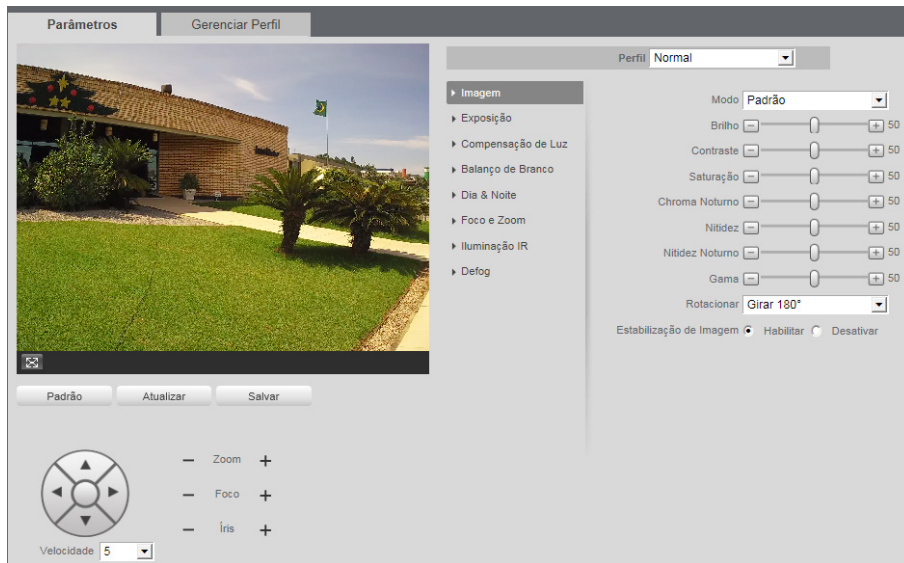 Parâmetros
Gerenciar Perfil
Perfil Normal
Imagem
Exposição
Compensação de Luz
Balanço de Branco
Dia & Noite
Foco e Zoom
Iluminação IR
Defog
Modo Padrão
Brilho 50
Contraste 50
Saturação 50
Chroma Noturno 50
Nitidez 50
Nitidez Noturno 50
Gama 50
Rotacionar Girar 180°
Estabilização de Imagem Habilitar Desativar
Padrão Atualizar Salvar
Zoom
Foco
Íris
Velocidade 5